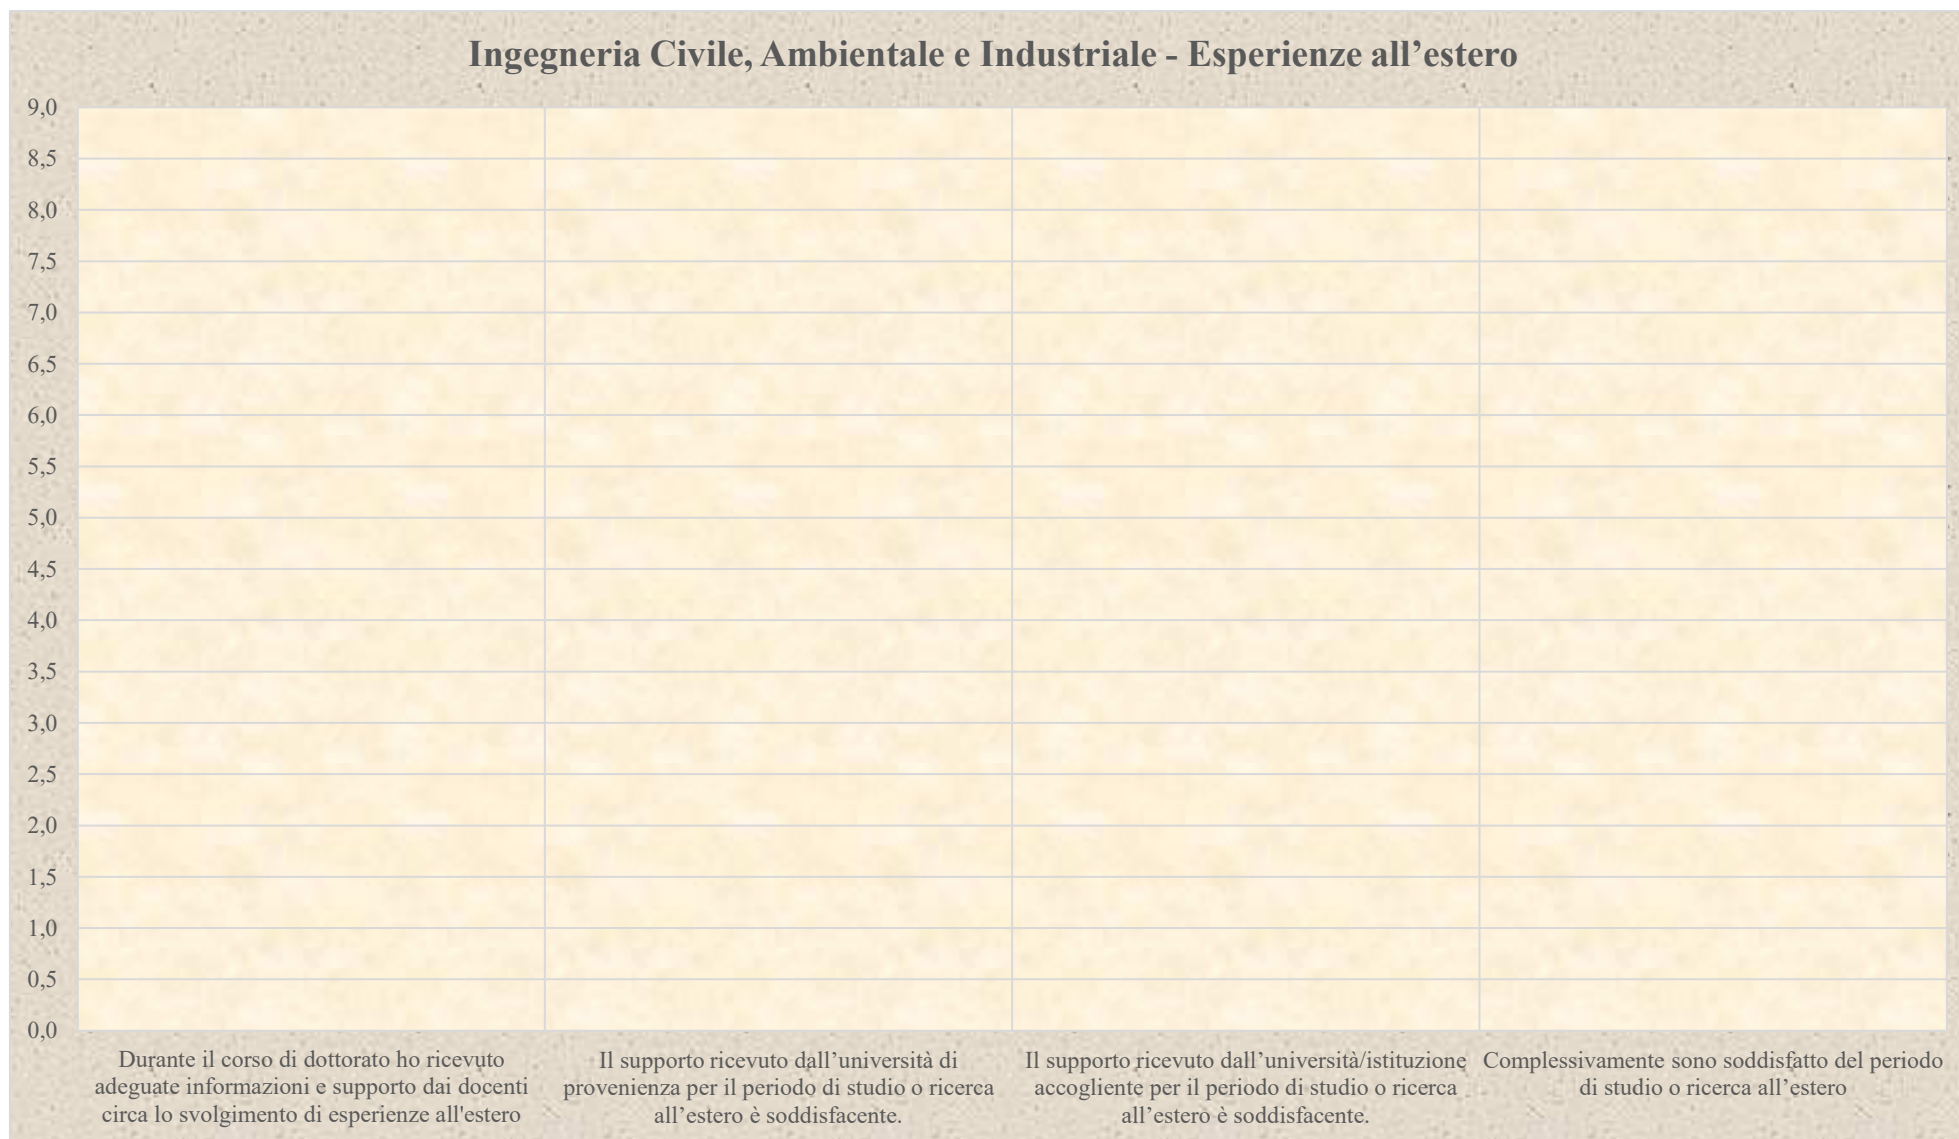 Ingegneria Civile, Ambientale e Industriale - Esperienze all’estero
9,0
8,5
8,0
7,5
7,0
6,5
6,0
5,5
5,0
4,5
4,0
3,5
3,0
2,5
2,0
1,5
1,0
0,5
0,0
Durante il corso di dottorato ho ricevuto
adeguate informazioni e supporto dai docenti
circa lo svolgimento di esperienze all'estero
Il supporto ricevuto dall’università di
provenienza per il periodo di studio o ricerca
all’estero è soddisfacente.
Il supporto ricevuto dall’università/istituzione
accogliente per il periodo di studio o ricerca
all’estero è soddisfacente.
Complessivamente sono soddisfatto del periodo
di studio o ricerca all’estero